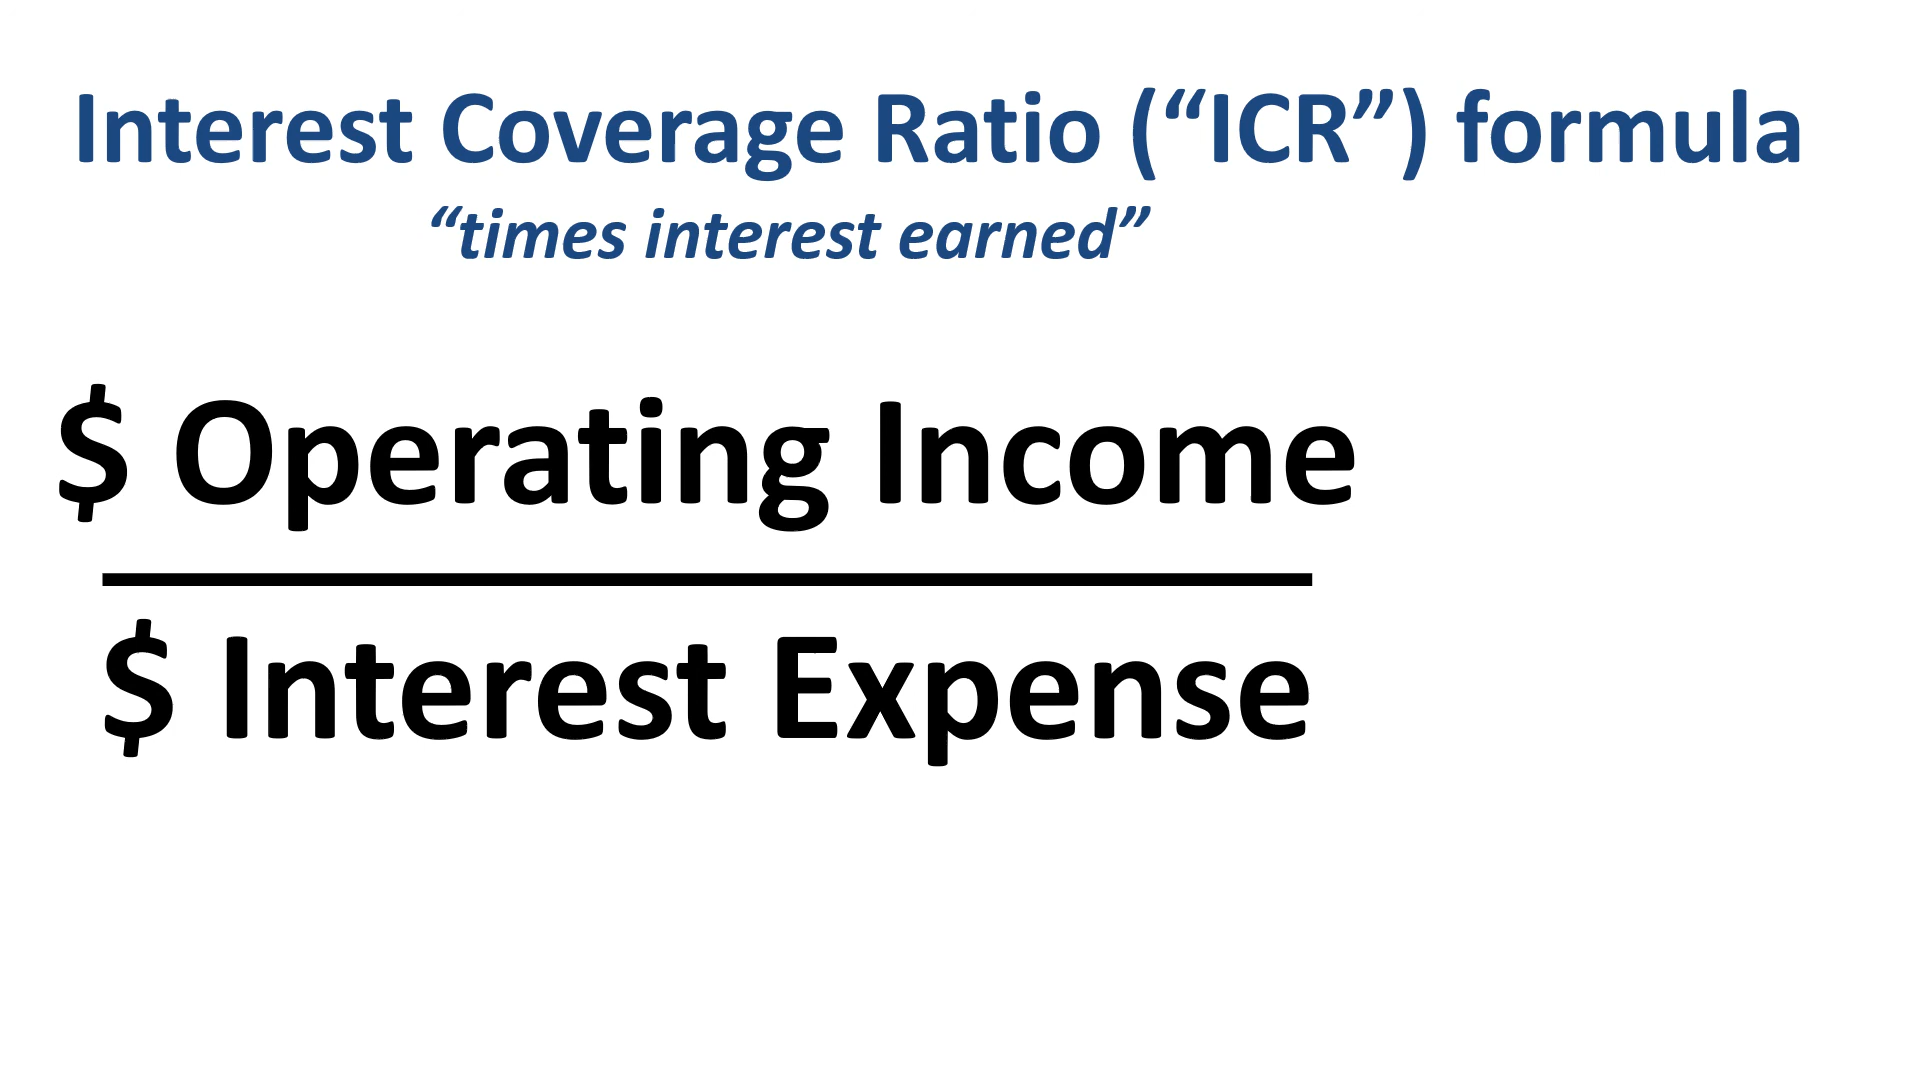 Interest Coverage Ratio (“ICR”) formula
“times interest earned”
$ Operating Income
$ Interest Expense